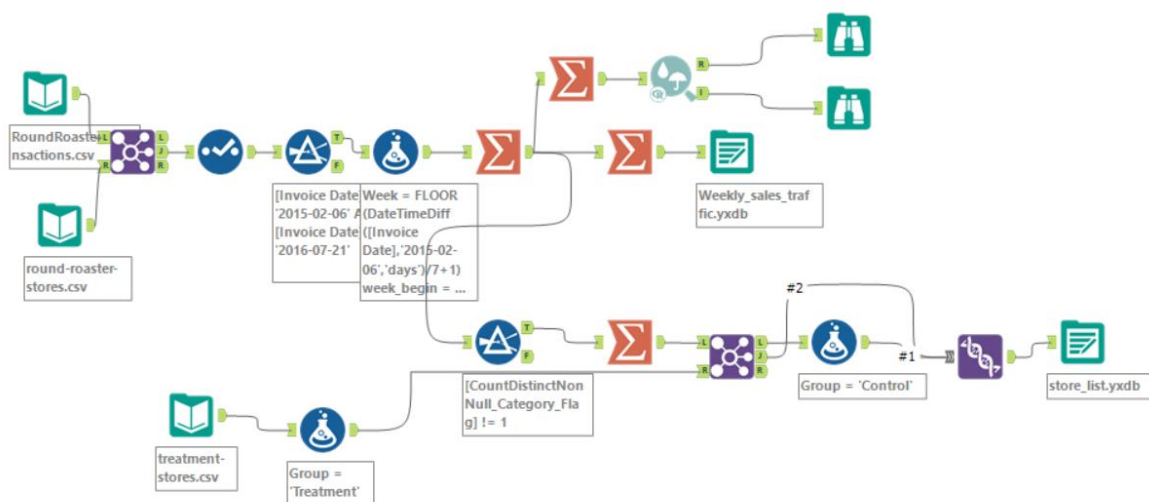 RoundRoaste
nsactions.csv
L
R
L
J
R
T
F
R
I
[Invoice Date
'2015-02-06' A
[Invoice Date
'2016-07-21'
Week = FLOOR
(DateTimeDiff
([Invoice
Date],'2015-02-
06','days')/7+1)
week_begin = ...
Weekly_sales_traf
fic.yxdb
round-roaster-
stores.csv
#2
T
F
L
R
L
J
R
#1
[CountDistinctNon
Null_Category_Fla
g] != 1
Group = 'Control'
store_list.yxdb
treatment-
stores.csv
Group =
'Treatment'